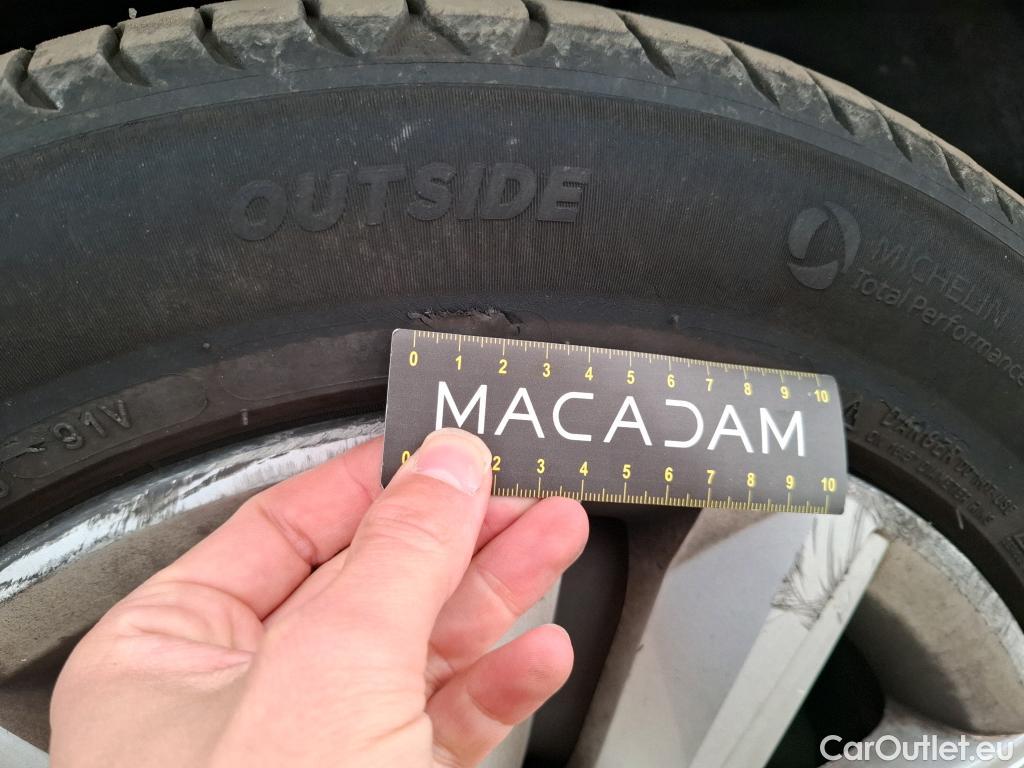 OUTSIDE
MICHELIN
Total Performance
91V
0 1 2 3 4 5 6 7 8 9 10
MACADAM
0 2 3 4 5 6 7 8 9 10
DANGER
CarOutlet.eu